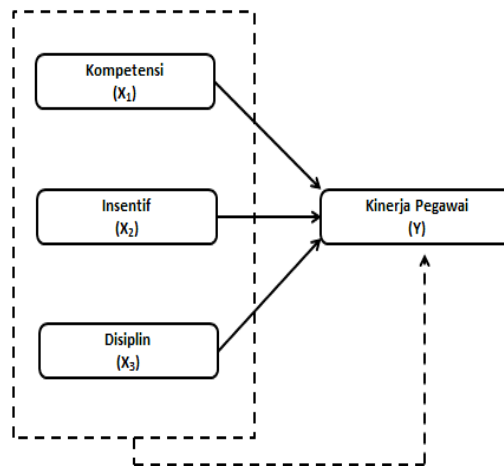 Kompetensi
(X₁)
Insentif
(X₂)
Kinerja Pegawai
(Y)
Disiplin
(X₃)